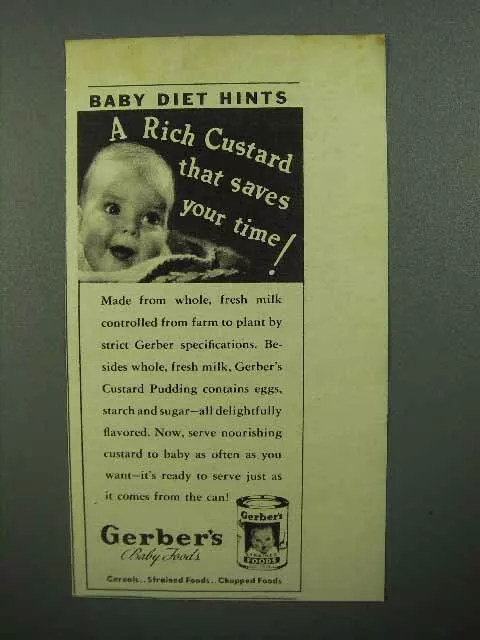 BABY DIET HINTS
A Rich Custard
that saves
your time!
Made from whole, fresh milk
controlled from farm to plant by
strict Gerber specifications. Be-
sides whole, fresh milk, Gerber's
Custard Pudding contains eggs,
starch and sugar—all delightfully
flavored. Now, serve nourishing
custard to baby as often as you
want—it's ready to serve just as
it comes from the can!
Gerber's
Baby Foods
Gerber's
STRAINED
FOODS
Cereals..Strained Foods..Chopped Foods